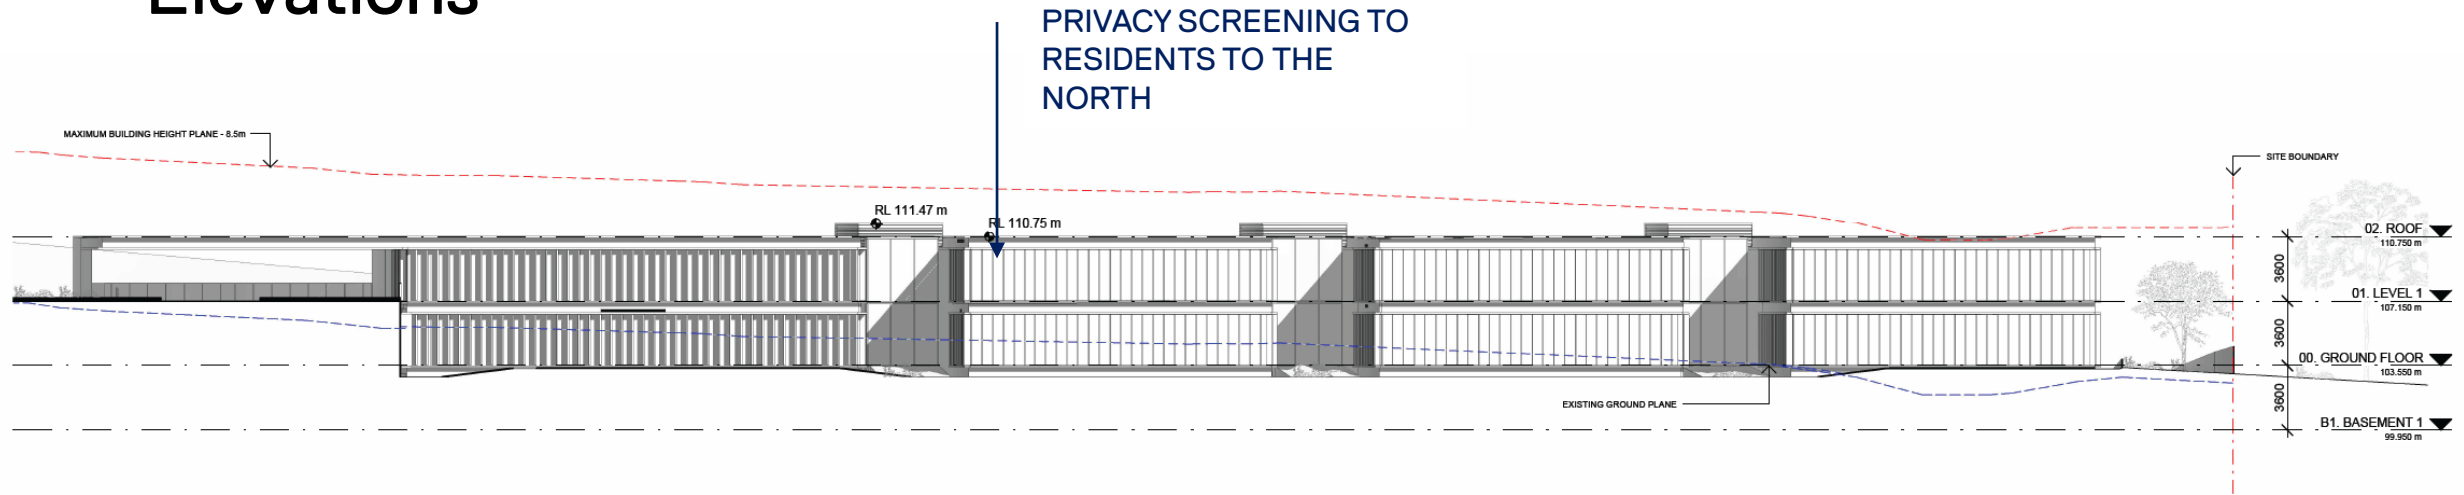 Elevations
PRIVACY SCREENING TO
RESIDENTS TO THE
NORTH
MAXIMUM BUILDING HEIGHT PLANE - 8.5m
SITE BOUNDARY
RL 111.47 m
RL 110.75 m
02. ROOF
110.750 m
3600
01. LEVEL 1
107.150 m
3600
00. GROUND FLOOR
103.550 m
3600
EXISTING GROUND PLANE
B1. BASEMENT 1
99.950 m